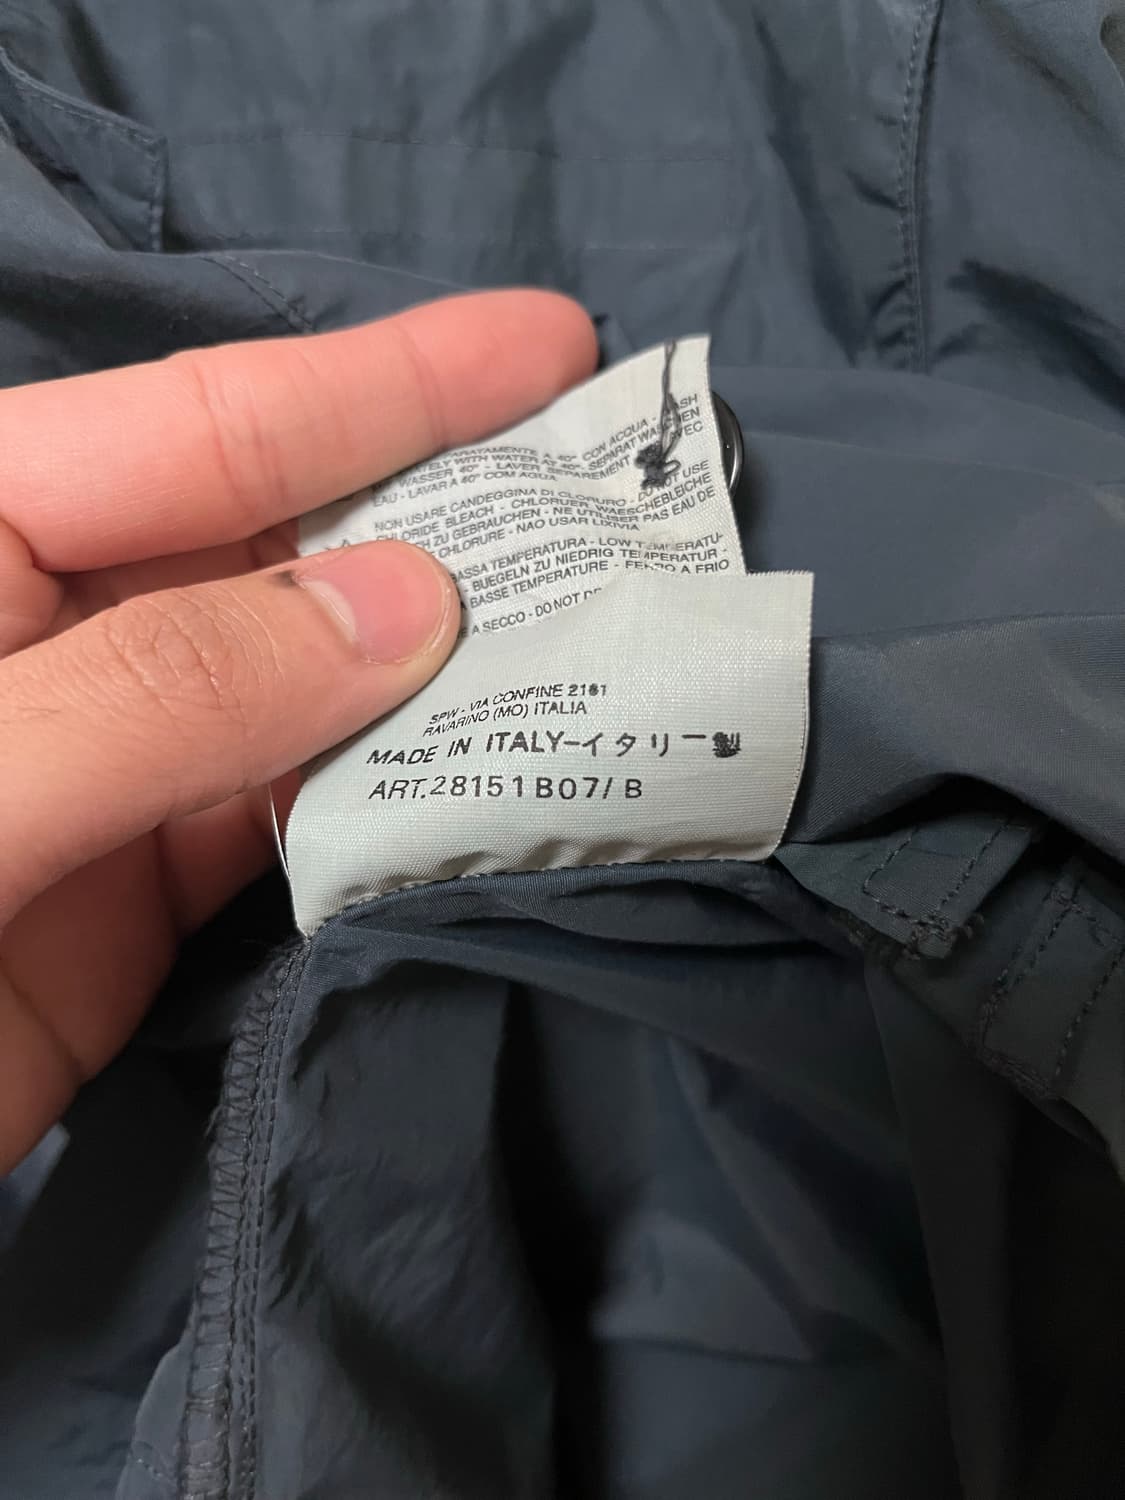 SEPARATAMENTE A 40° CON ACQUA - WASH
WITH WATER AT 40° - SEPARAT WASCHEN
WASSER 40° - LAVER SEPAREMENT AVEC
EAU - LAVAR A 40° COM AGUA
NON USARE CANDEGGINA DI CLORURO - DO NOT USE
CHLORIDE BLEACH - CHLORUER WAESCHEBLEICHE
ZU GEBRAUCHEN - NE UTILISER PAS EAU DE
CHLORURE - NAO USAR LIXIVIA
BASSA TEMPERATURA - LOW TEMPERATU-
- BUEGELN ZU NIEDRIG TEMPERATUR -
A BASSE TEMPERATURE - FERRO A FRIO
A SECCO - DO NOT
SPW - VIA CONFINE 2161
RAVARINO (MO) ITALIA
MADE IN ITALY-イタリー製
ART.28151B07/ B